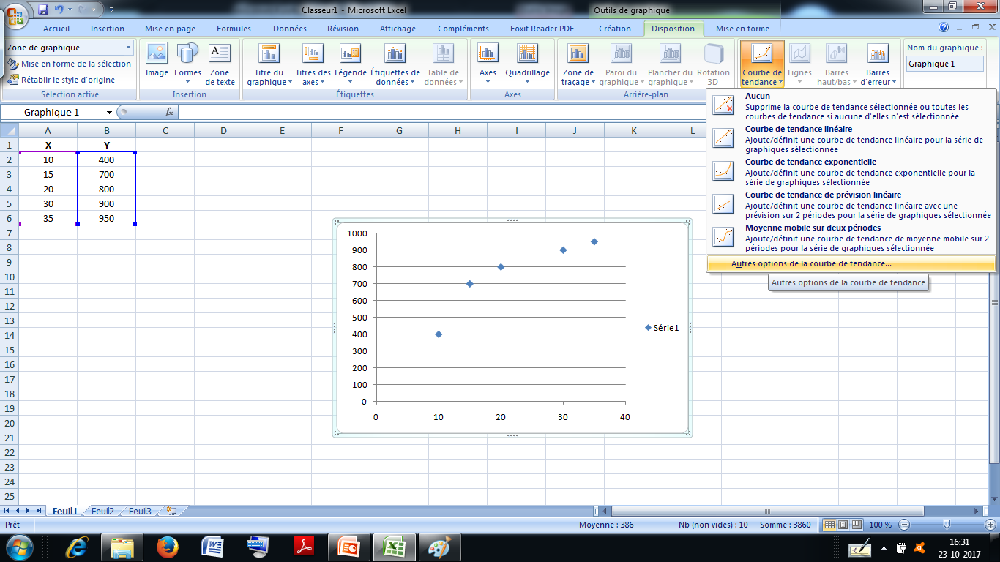 Classeur1 - Microsoft Excel
Outils de graphique
Accueil Insertion Mise en page Formules Données Révision Affichage Compléments Foxit Reader PDF Création Disposition Mise en forme
Zone de graphique
Mise en forme de la sélection
Rétablir le style d'origine
Sélection active
Image Formes Zone de texte
Insertion
Titre du graphique Titres des axes Légende Étiquettes de données Table de données
Étiquettes
Axes Quadrillage
Axes
Zone de traçage Paroi du graphique Plancher du graphique Rotation 3D
Arrière-plan
Courbe de tendance Lignes Barres haut/bas Barres d'erreur
Nom du graphique :
Graphique 1
Graphique 1 fx
Aucun
Supprime la courbe de tendance sélectionnée ou toutes les
courbes de tendance si aucune d'elles n'est sélectionnée
Courbe de tendance linéaire
Ajoute/définit une courbe de tendance linéaire pour la série de
graphiques sélectionnée
Courbe de tendance exponentielle
Ajoute/définit une courbe de tendance exponentielle pour la
série de graphiques sélectionnée
Courbe de tendance de prévision linéaire
Ajoute/définit une courbe de tendance linéaire avec une
prévision sur 2 périodes pour la série de graphiques sélectionnée
Moyenne mobile sur deux périodes
Ajoute/définit une courbe de tendance de moyenne mobile sur 2
périodes pour la série de graphiques sélectionnée
Autres options de la courbe de tendance...
Autres options de la courbe de tendance
A B C D E F G H I J K L
1 X Y
2 10 400
3 15 700
4 20 800
5 30 900
6 35 950
7
8
9
10
11
12
13
14
15
16
17
18
19
20
21
22
23
24
25
1000
900
800
700
600
500
400
300
200
100
0
0 10 20 30 40
Série1
Feuil1 Feuil2 Feuil3
Prêt Moyenne : 386 Nb (non vides) : 10 Somme : 3860 100 %
16:31
23-10-2017